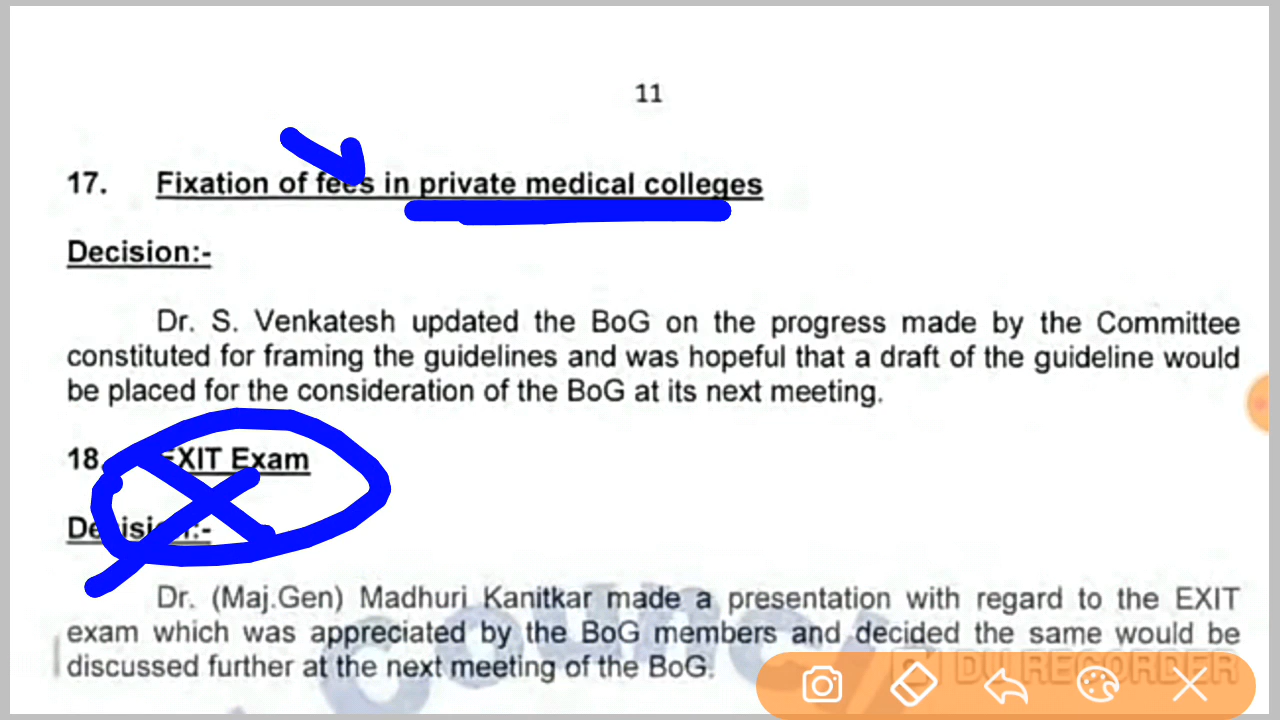 11
17. Fixation of fees in private medical colleges
Decision:-
Dr. S. Venkatesh updated the BoG on the progress made by the Committee
constituted for framing the guidelines and was hopeful that a draft of the guideline would
be placed for the consideration of the BoG at its next meeting.
18. EXIT Exam
Decision:-
Dr. (Maj.Gen) Madhuri Kanitkar made a presentation with regard to the EXIT
exam which was appreciated by the BoG members and decided the same would be
discussed further at the next meeting of the BoG.
DU RECORDER